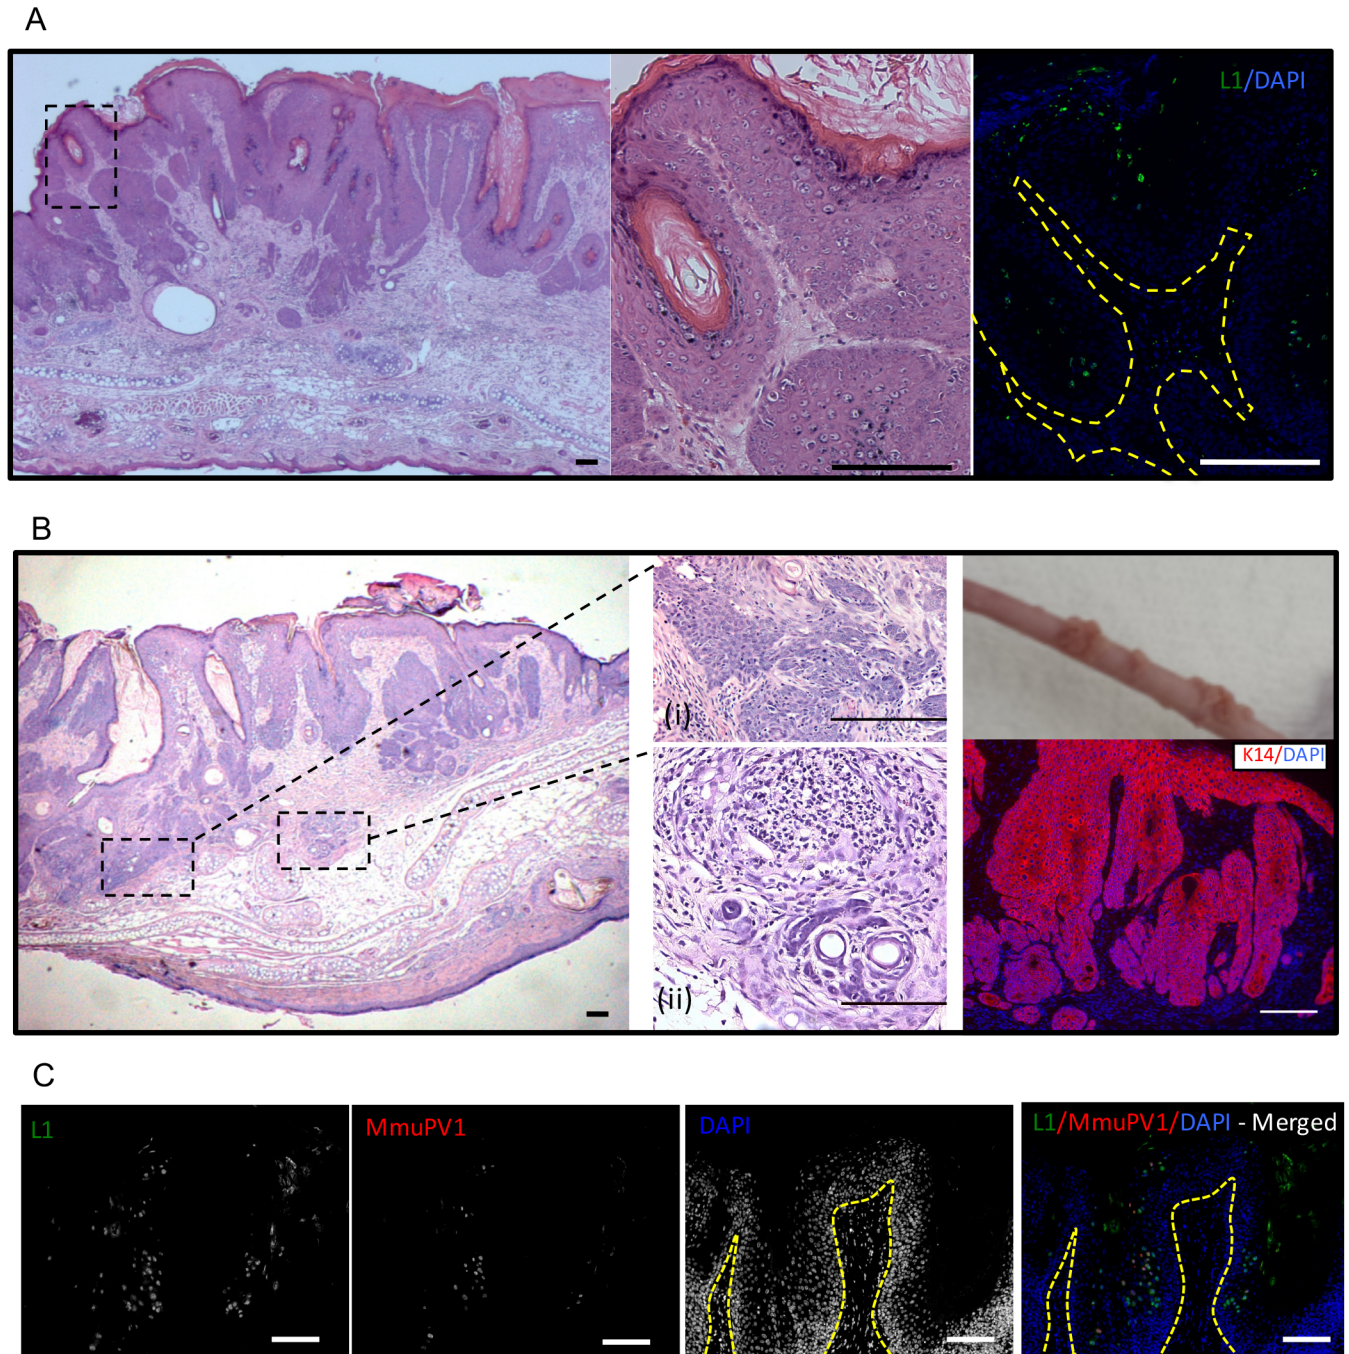 A
L1/DAPI
B
(i)
K14/DAPI
(ii)
C
L1
MmuPV1
DAPI
L1/MmuPV1/DAPI - Merged